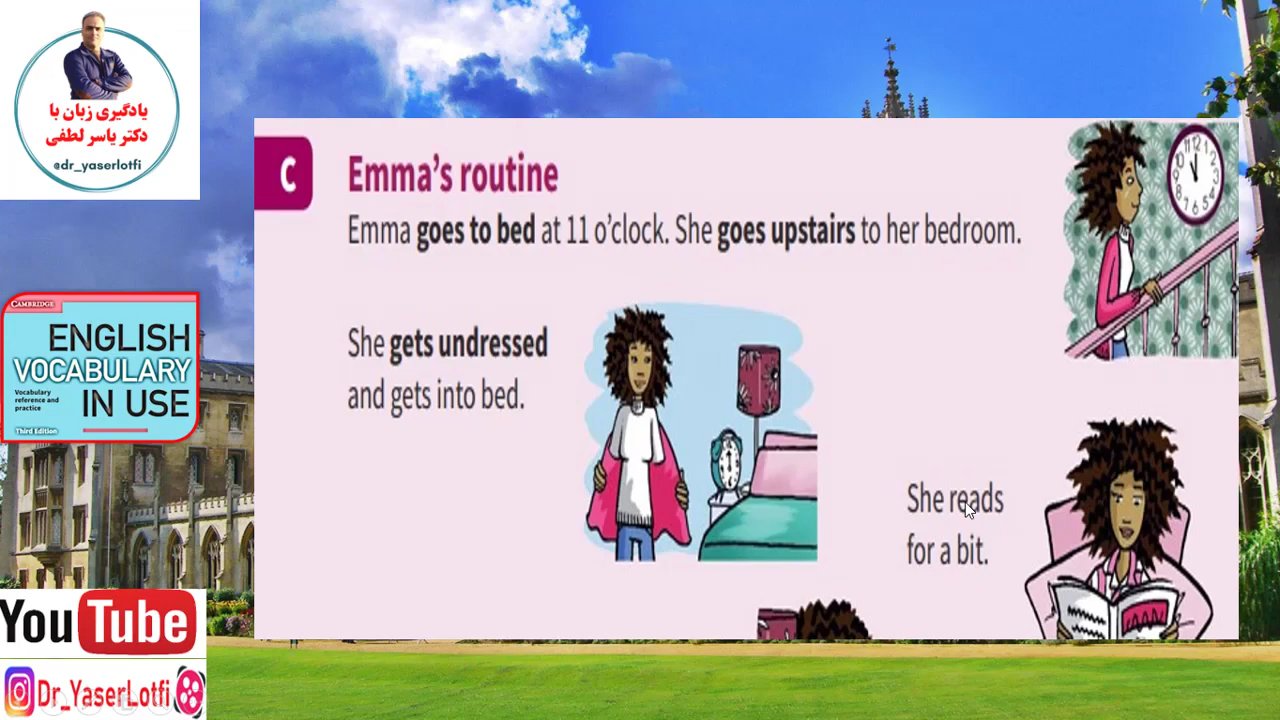 یادگیری زبان با
دکتر یاسر لطفی
@dr_yaserlotfi
CAMBRIDGE
ENGLISH
VOCABULARY
IN USE
Vocabulary
reference and
practice
Third Edition
YouTube
Dr_YaserLotfi
C
Emma's routine
Emma goes to bed at 11 o'clock. She goes upstairs to her bedroom.
She gets undressed
and gets into bed.
She reads
for a bit.